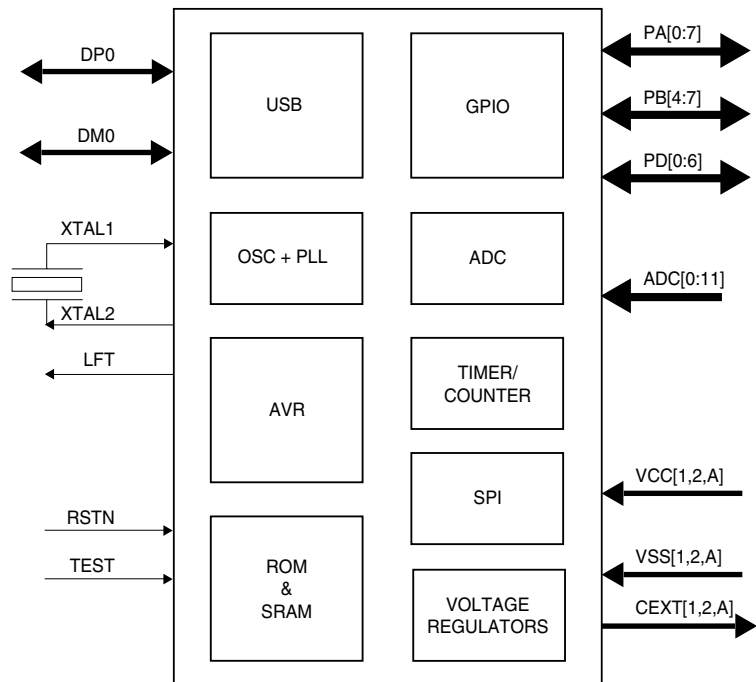 DP0
DM0
XTAL1
XTAL2
LFT
RSTN
TEST
USB
OSC + PLL
AVR
ROM
&
SRAM
GPIO
ADC
TIMER/
COUNTER
SPI
VOLTAGE
REGULATORS
PA[0:7]
PB[4:7]
PD[0:6]
ADC[0:11]
VCC[1,2,A]
VSS[1,2,A]
CEXT[1,2,A]